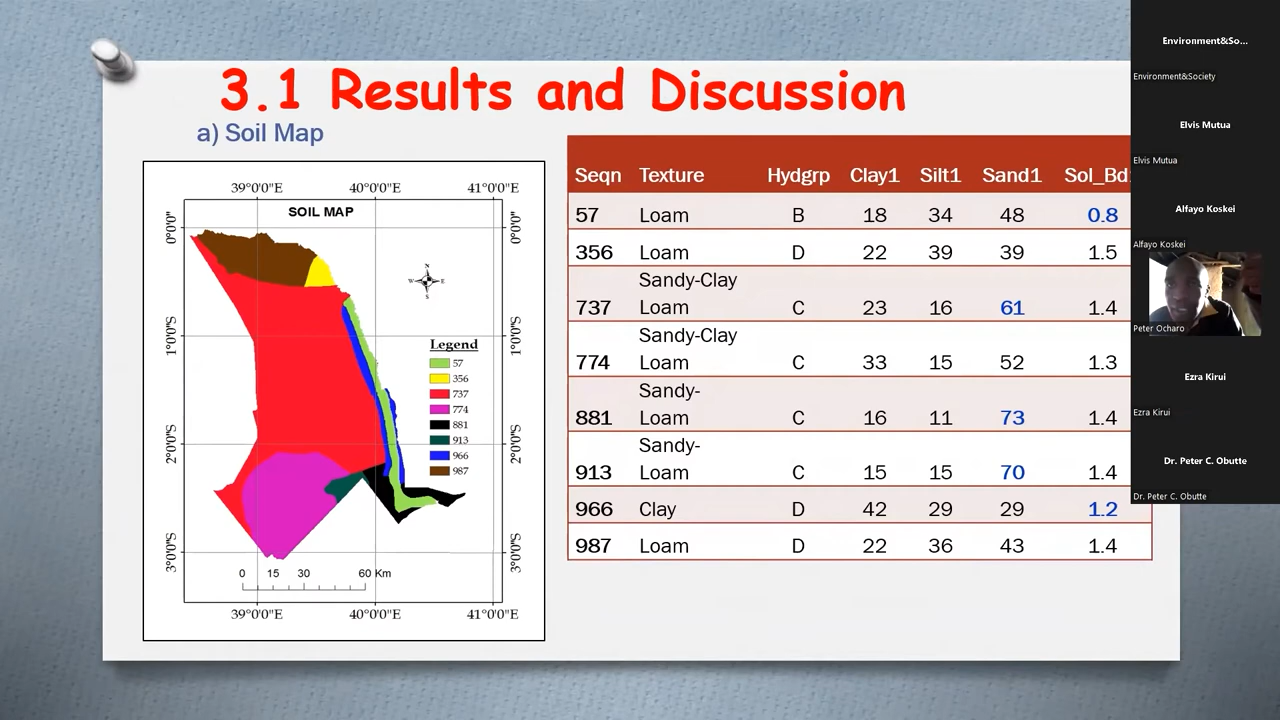 3.1 Results and Discussion
a) Soil Map
39°0'0"E 40°0'0"E 41°0'0"E
SOIL MAP
0°0'0" 0°0'0"
N
W E
S
1°0'0"S 1°0'0"S
Legend
57
356
737
774
881
913
966
987
2°0'0"S 2°0'0"S
3°0'0"S 3°0'0"S
0 15 30 60 Km
39°0'0"E 40°0'0"E 41°0'0"E
Seqn Texture Hydgrp Clay1 Silt1 Sand1 Sol_Bd
57 Loam B 18 34 48 0.8
356 Loam D 22 39 39 1.5
Sandy-Clay
737 Loam C 23 16 61 1.4
Sandy-Clay
774 Loam C 33 15 52 1.3
Sandy-
881 Loam C 16 11 73 1.4
Sandy-
913 Loam C 15 15 70 1.4
966 Clay D 42 29 29 1.2
987 Loam D 22 36 43 1.4
Environment&So...
Environment&Society
Elvis Mutua
Elvis Mutua
Alfayo Koskei
Alfayo Koskei
Peter Ocharo
Ezra Kirui
Ezra Kirui
Dr. Peter C. Obutte
Dr. Peter C. Obutte